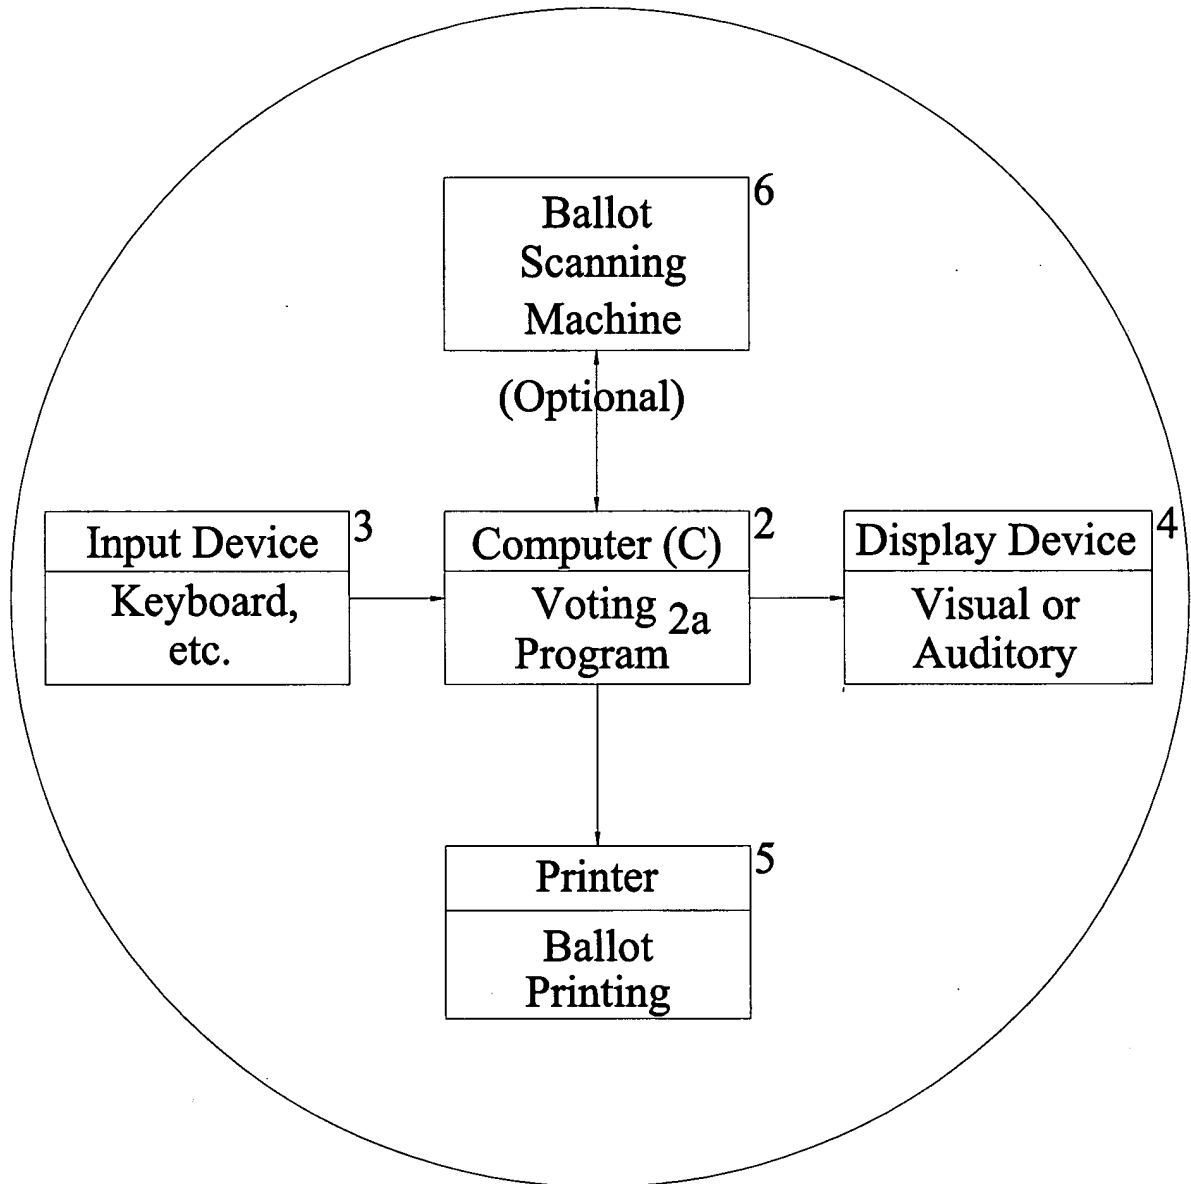 6
Ballot
Scanning
Machine
(Optional)
3
Input Device
Keyboard,
etc.
2
Computer (C)
Voting 2a
Program
4
Display Device
Visual or
Auditory
5
Printer
Ballot
Printing